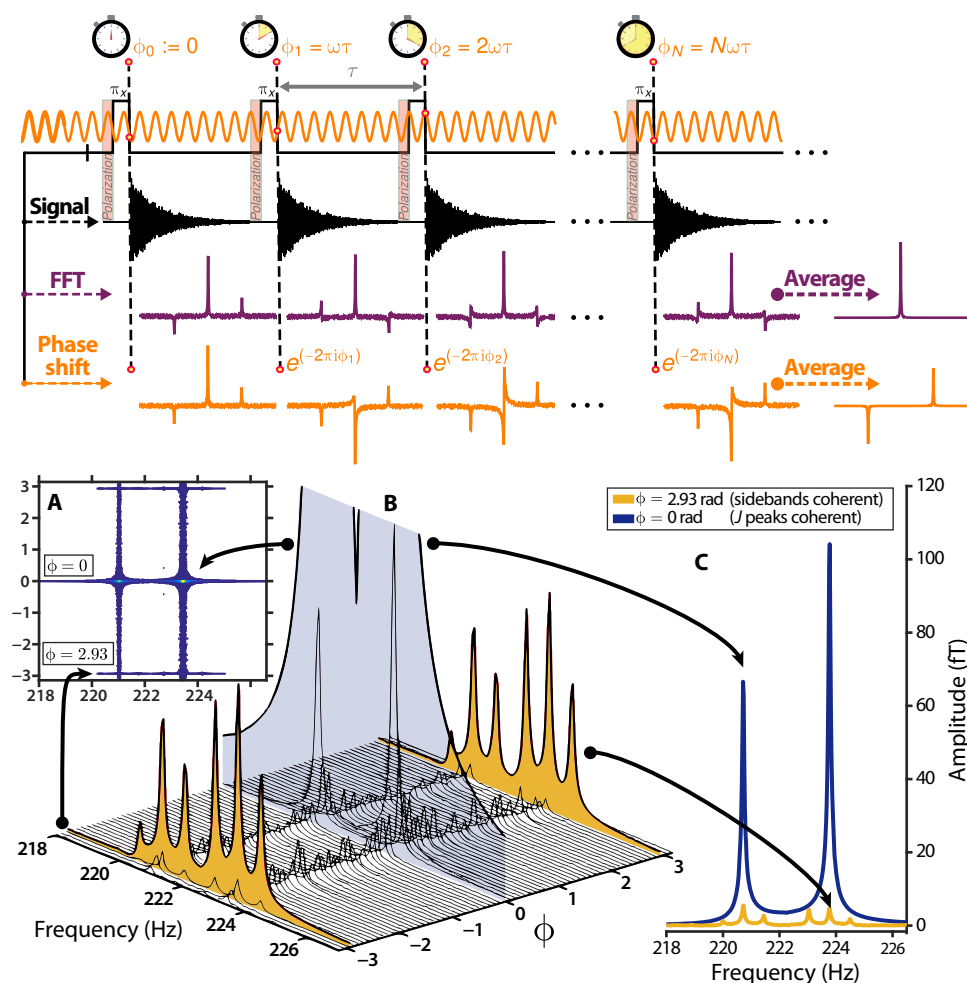 ϕ₀ := 0
ϕ₁ = ωτ
ϕ₂ = 2ωτ
ϕ_N = Nωτ
τ
πₓ
πₓ
πₓ
Polarization
Polarization
Polarization
Polarization
Signal
FFT
Average
Phase
shift
e^(−2πiϕ₁)
e^(−2πiϕ₂)
e^(−2πiϕ_N)
Average
A
3
2
1
0
−1
−2
−3
ϕ = 0
ϕ = 2.93
218
220
222
224
B
218
220
222
224
226
Frequency (Hz)
−3
−2
−1
0
1
2
3
ϕ
ϕ = 2.93 rad (sidebands coherent)
ϕ = 0 rad (J peaks coherent)
C
120
100
80
60
40
20
0
Amplitude (fT)
218
220
222
224
226
Frequency (Hz)